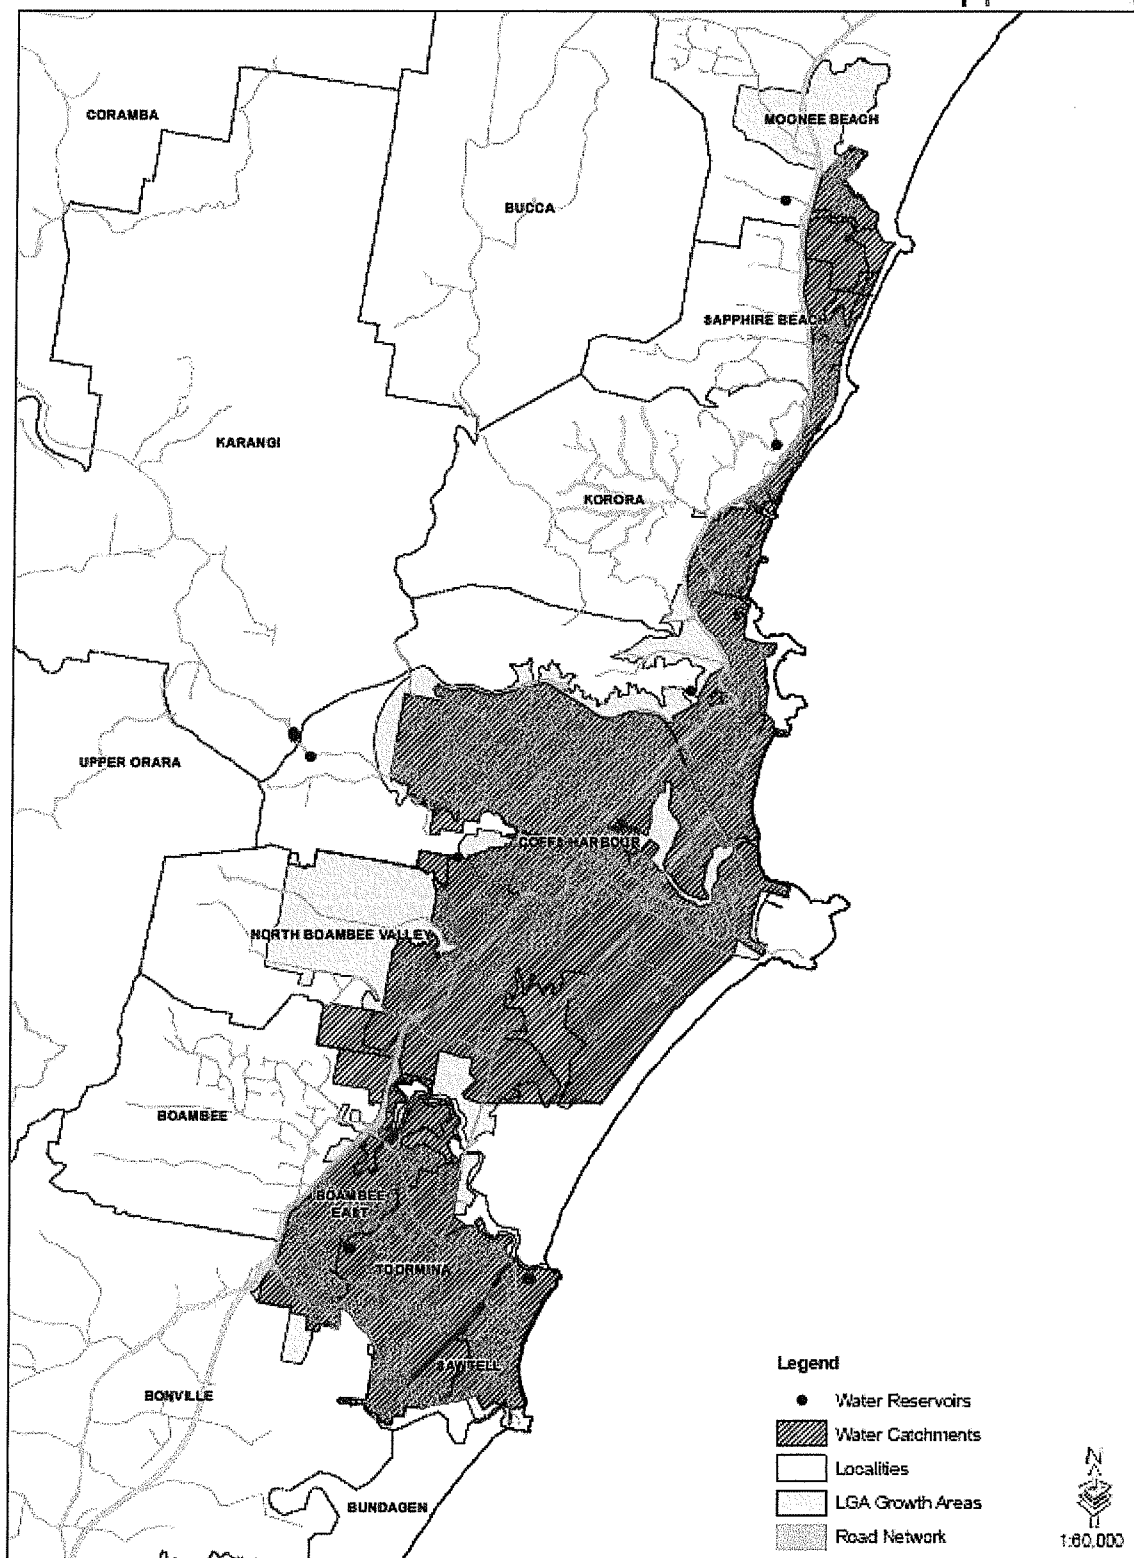 MOONEE BEACH
CORAMBA
BUCCA
SAPPHIRE BEACH
KARANGI
KORORA
UPPER ORARA
COFFS HARBOUR
NORTH BOAMBEE VALLEY
BOAMBEE
BOAMBEE
EAST
TOORMINA
SAWTELL
BONVILLE
BUNDAGEN
Legend
Water Reservoirs
Water Catchments
Localities
LGA Growth Areas
Road Network
N
1:60,000